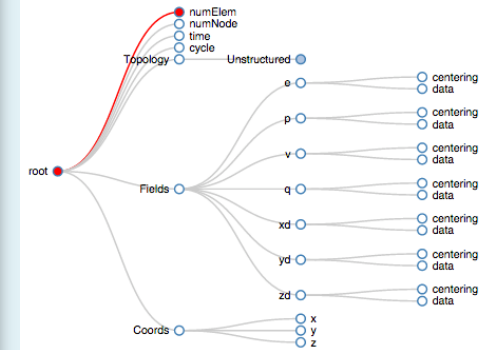 numElem
numNode
time
cycle
Topology
Unstructured
e
centering
data
p
centering
data
v
centering
data
root
Fields
q
centering
data
xd
centering
data
yd
centering
data
zd
centering
data
Coords
x
y
z